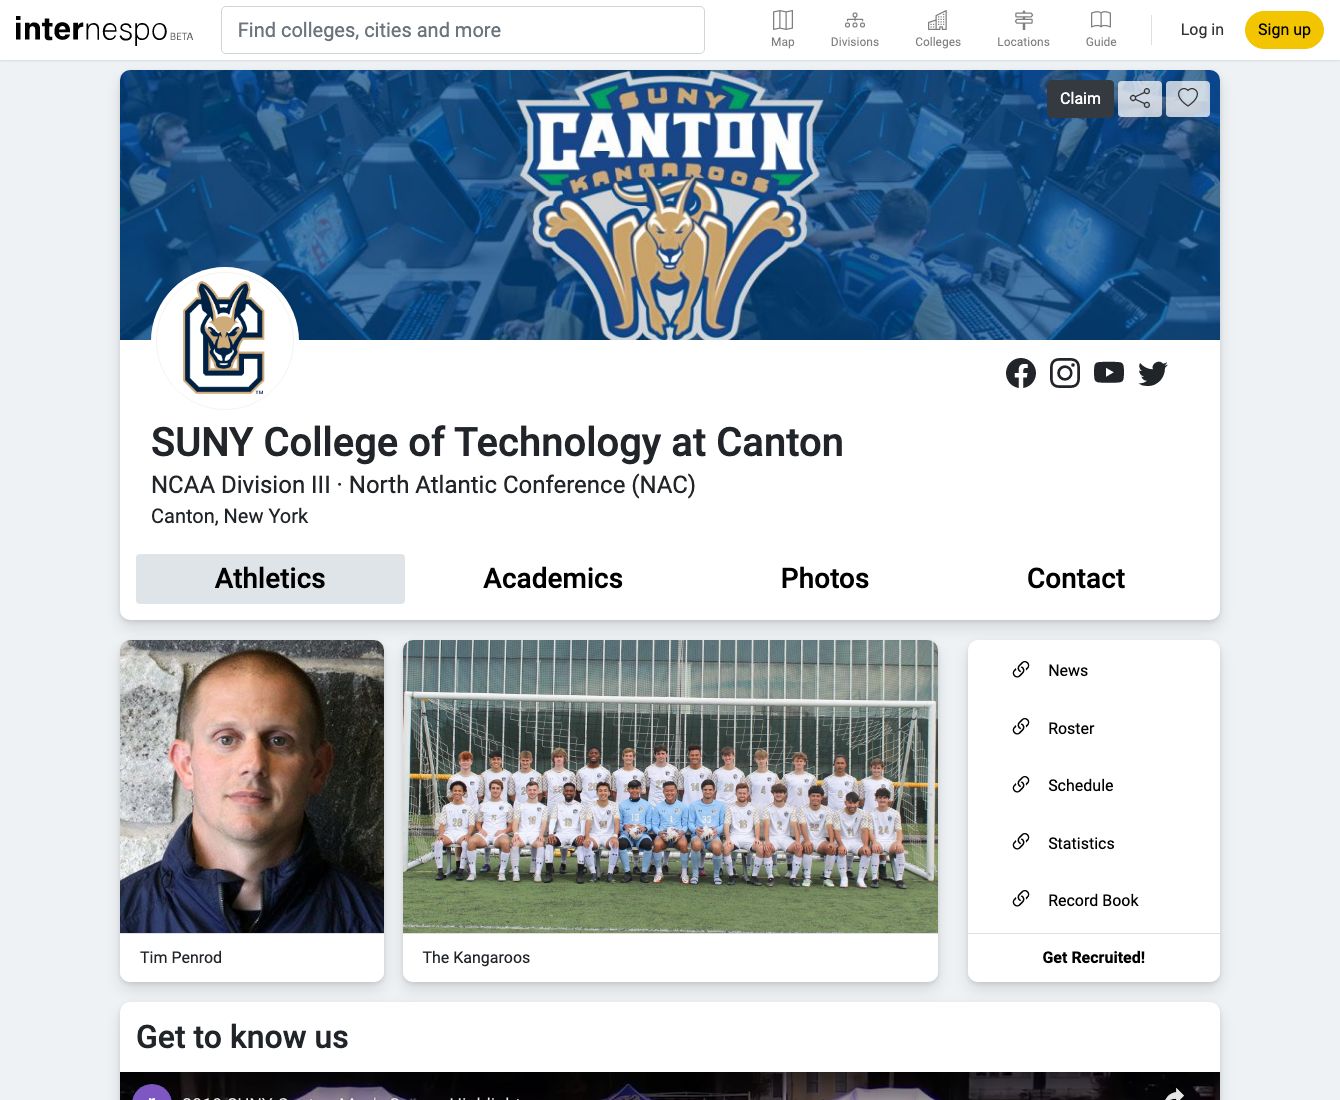 internespo BETA
Find colleges, cities and more
Map
Divisions
Colleges
Locations
Guide
Log in
Sign up
Claim
SUNY
CANTON
KANGAROOS
SUNY College of Technology at Canton
NCAA Division III · North Atlantic Conference (NAC)
Canton, New York
Athletics
Academics
Photos
Contact
News
Roster
Schedule
Statistics
Record Book
Tim Penrod
The Kangaroos
Get Recruited!
Get to know us